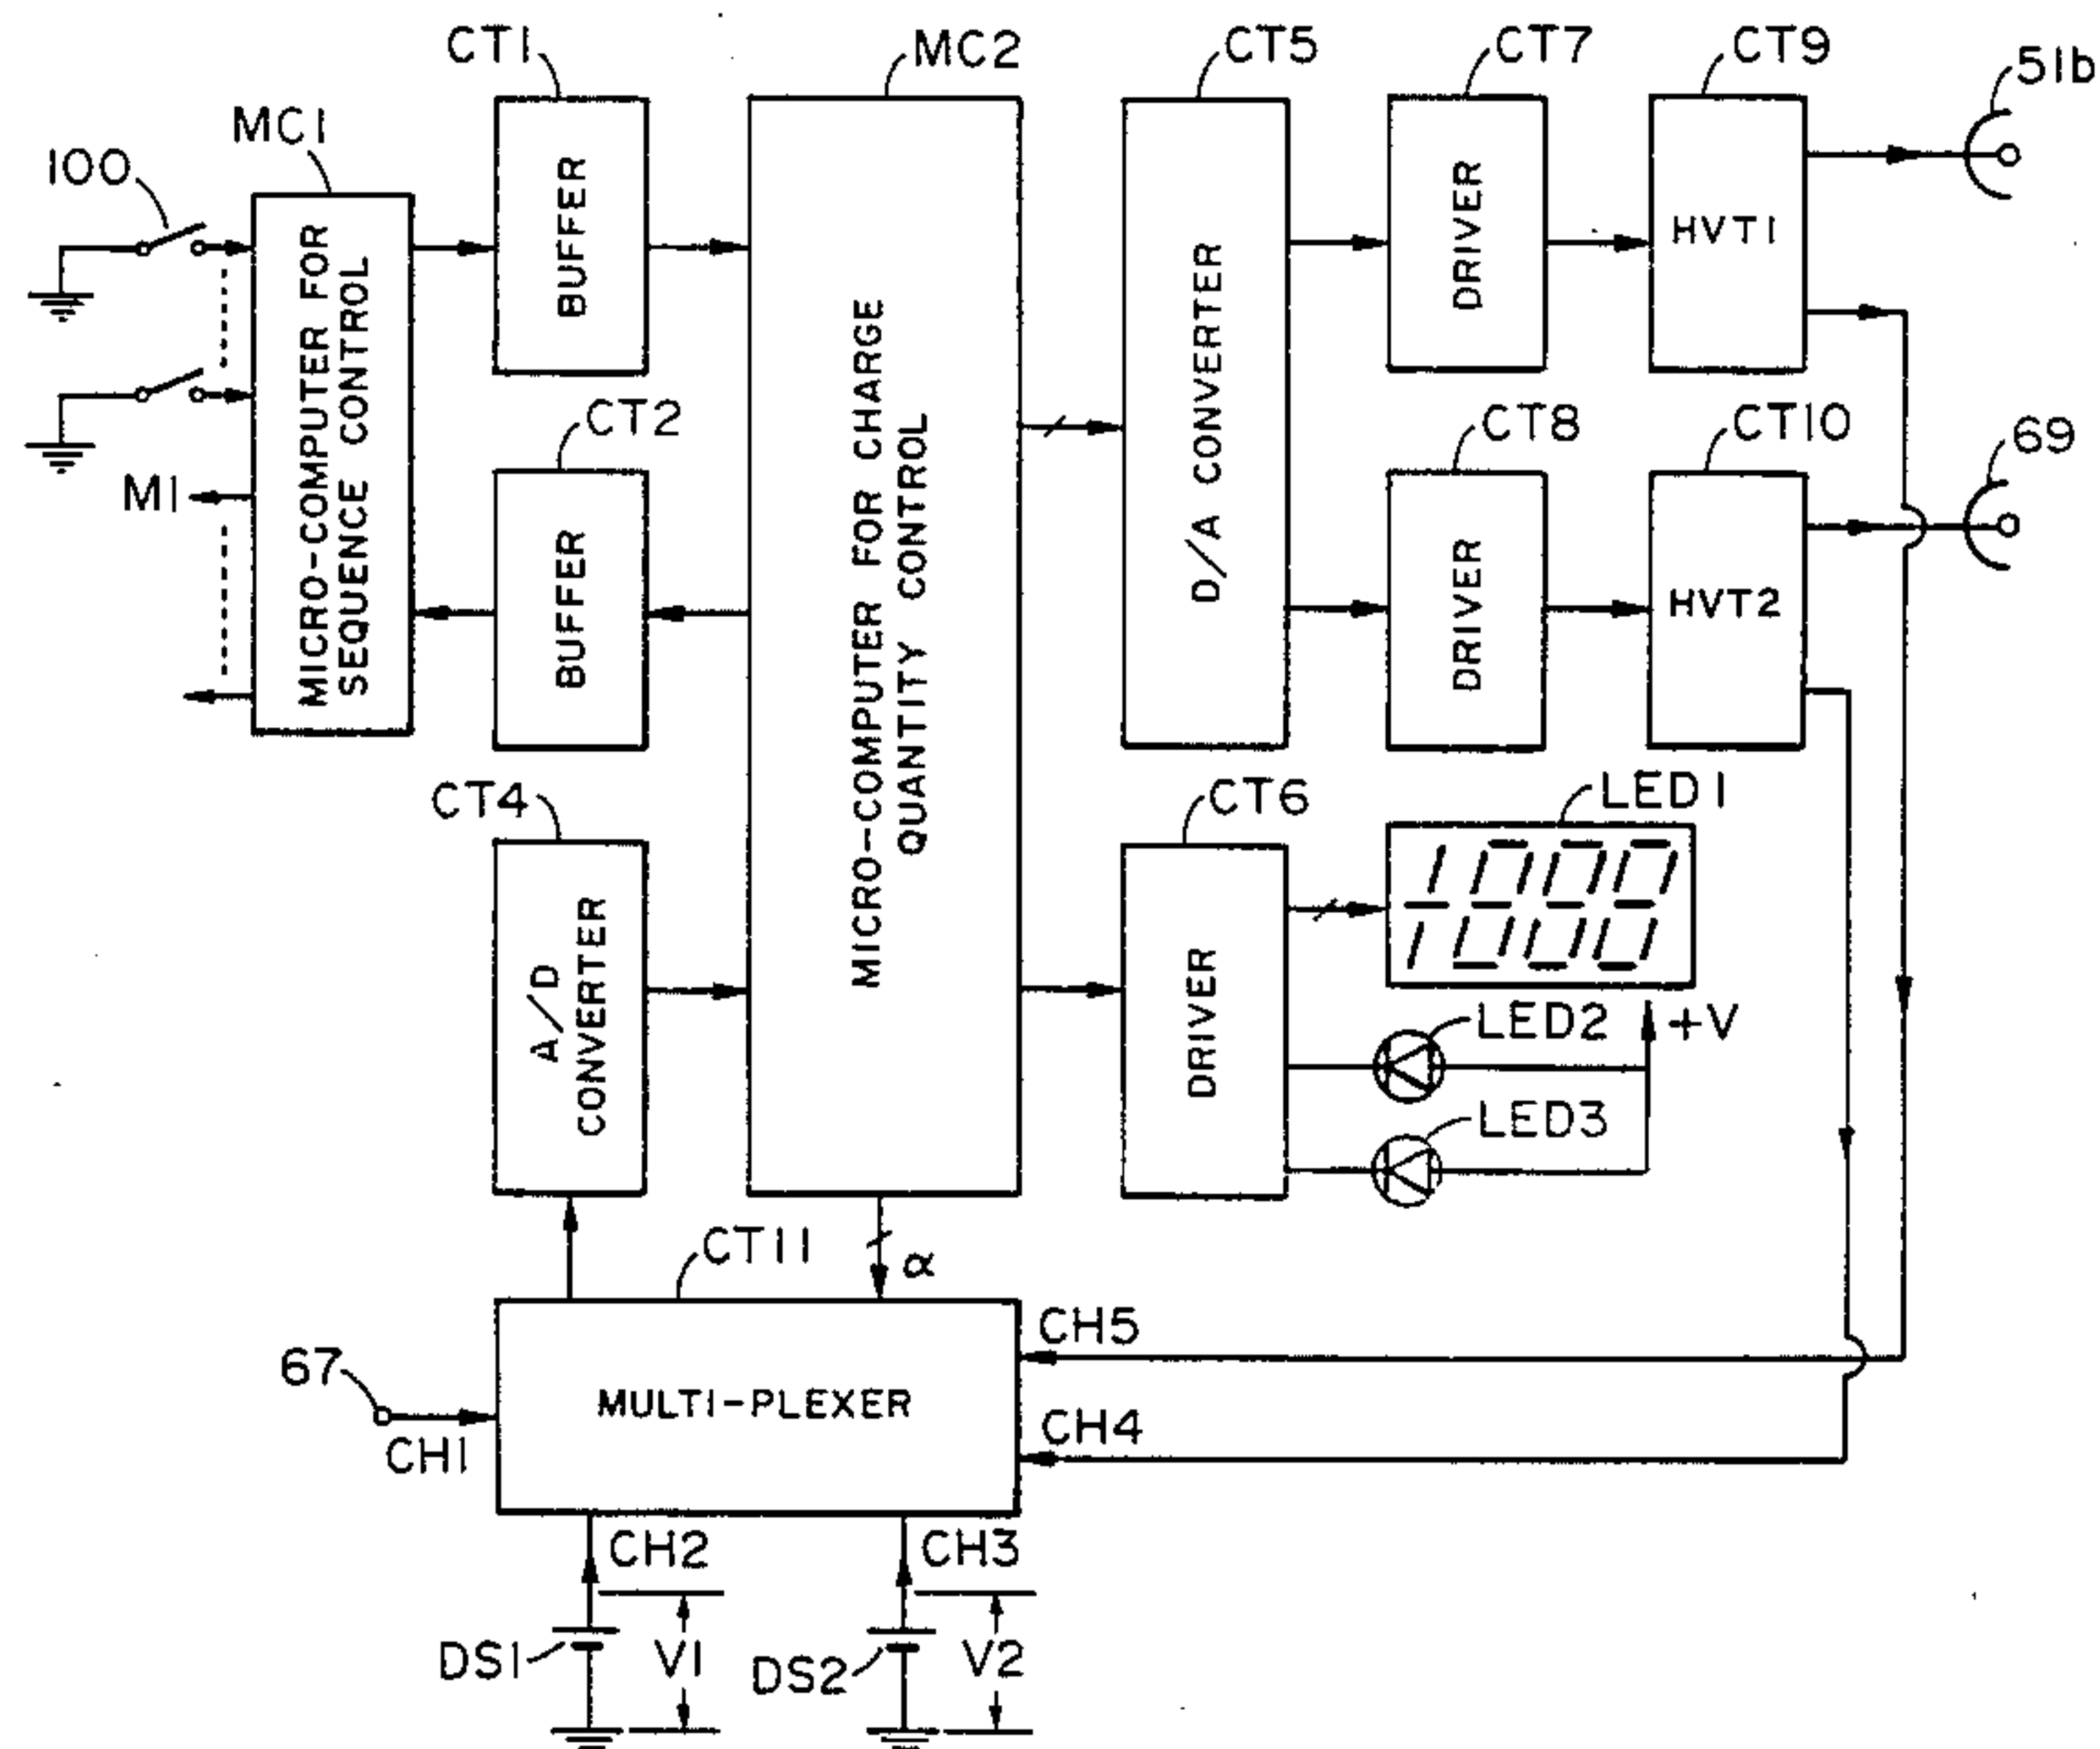 CT1
MC2
CT5
CT7
CT9
51b
MC1
100
BUFFER
DRIVER
HVT1
MICRO-COMPUTER FOR
SEQUENCE CONTROL
MICRO-COMPUTER FOR CHARGE
QUANTITY CONTROL
D/A CONVERTER
CT2
CT8
CT10
69
M1
BUFFER
DRIVER
HVT2
CT4
CT6
LED1
A/D
CONVERTER
DRIVER
LED2
+V
LED3
CT11
α
CH5
67
MULTI-PLEXER
CH4
CH1
CH2
CH3
DS1
V1
DS2
V2